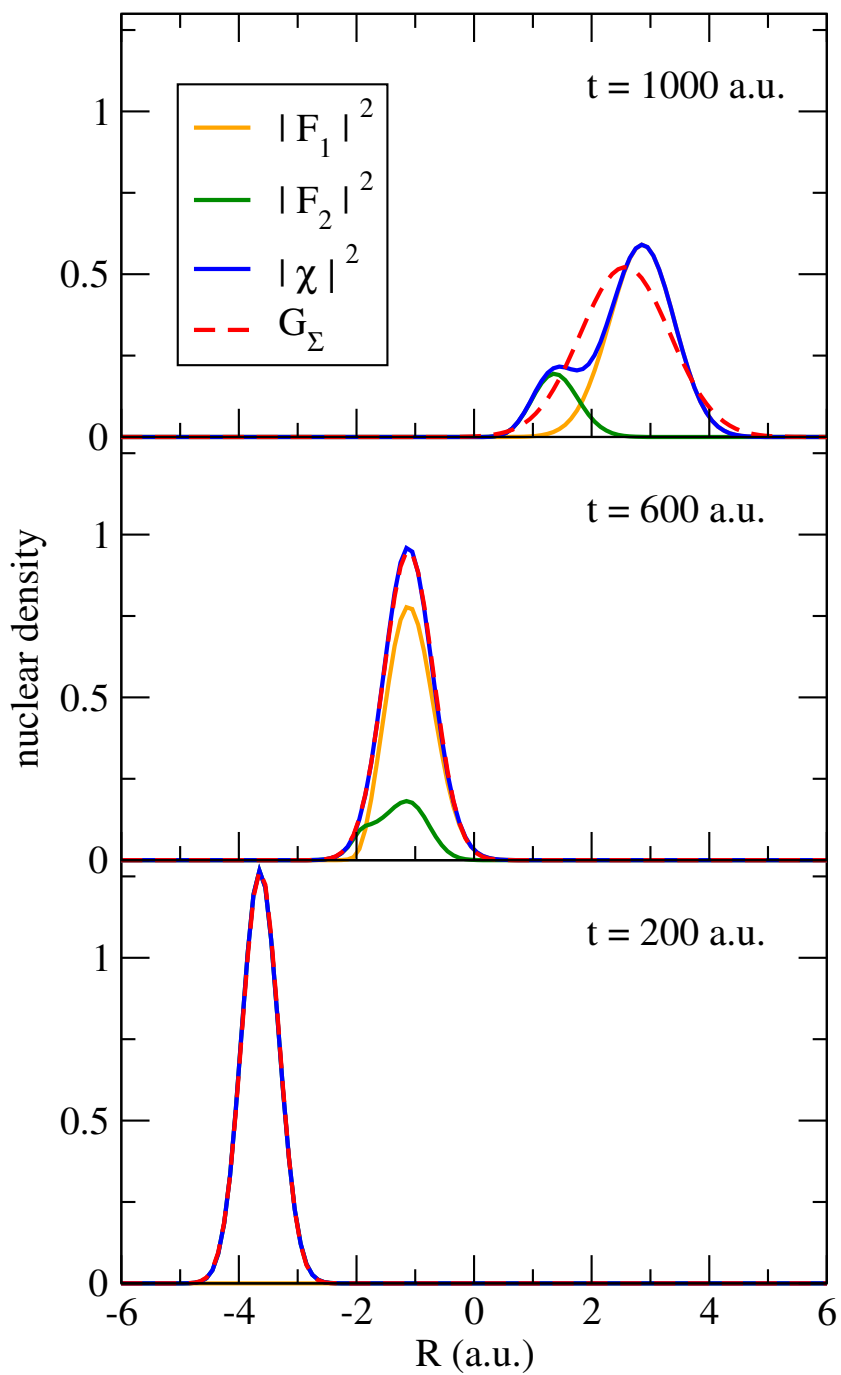 t = 1000 a.u.
1
0.5
0
| F₁ |²
| F₂ |²
| χ |²
G_Σ
t = 600 a.u.
1
0.5
0
nuclear density
t = 200 a.u.
1
0.5
0
-6 -4 -2 0 2 4 6
R (a.u.)